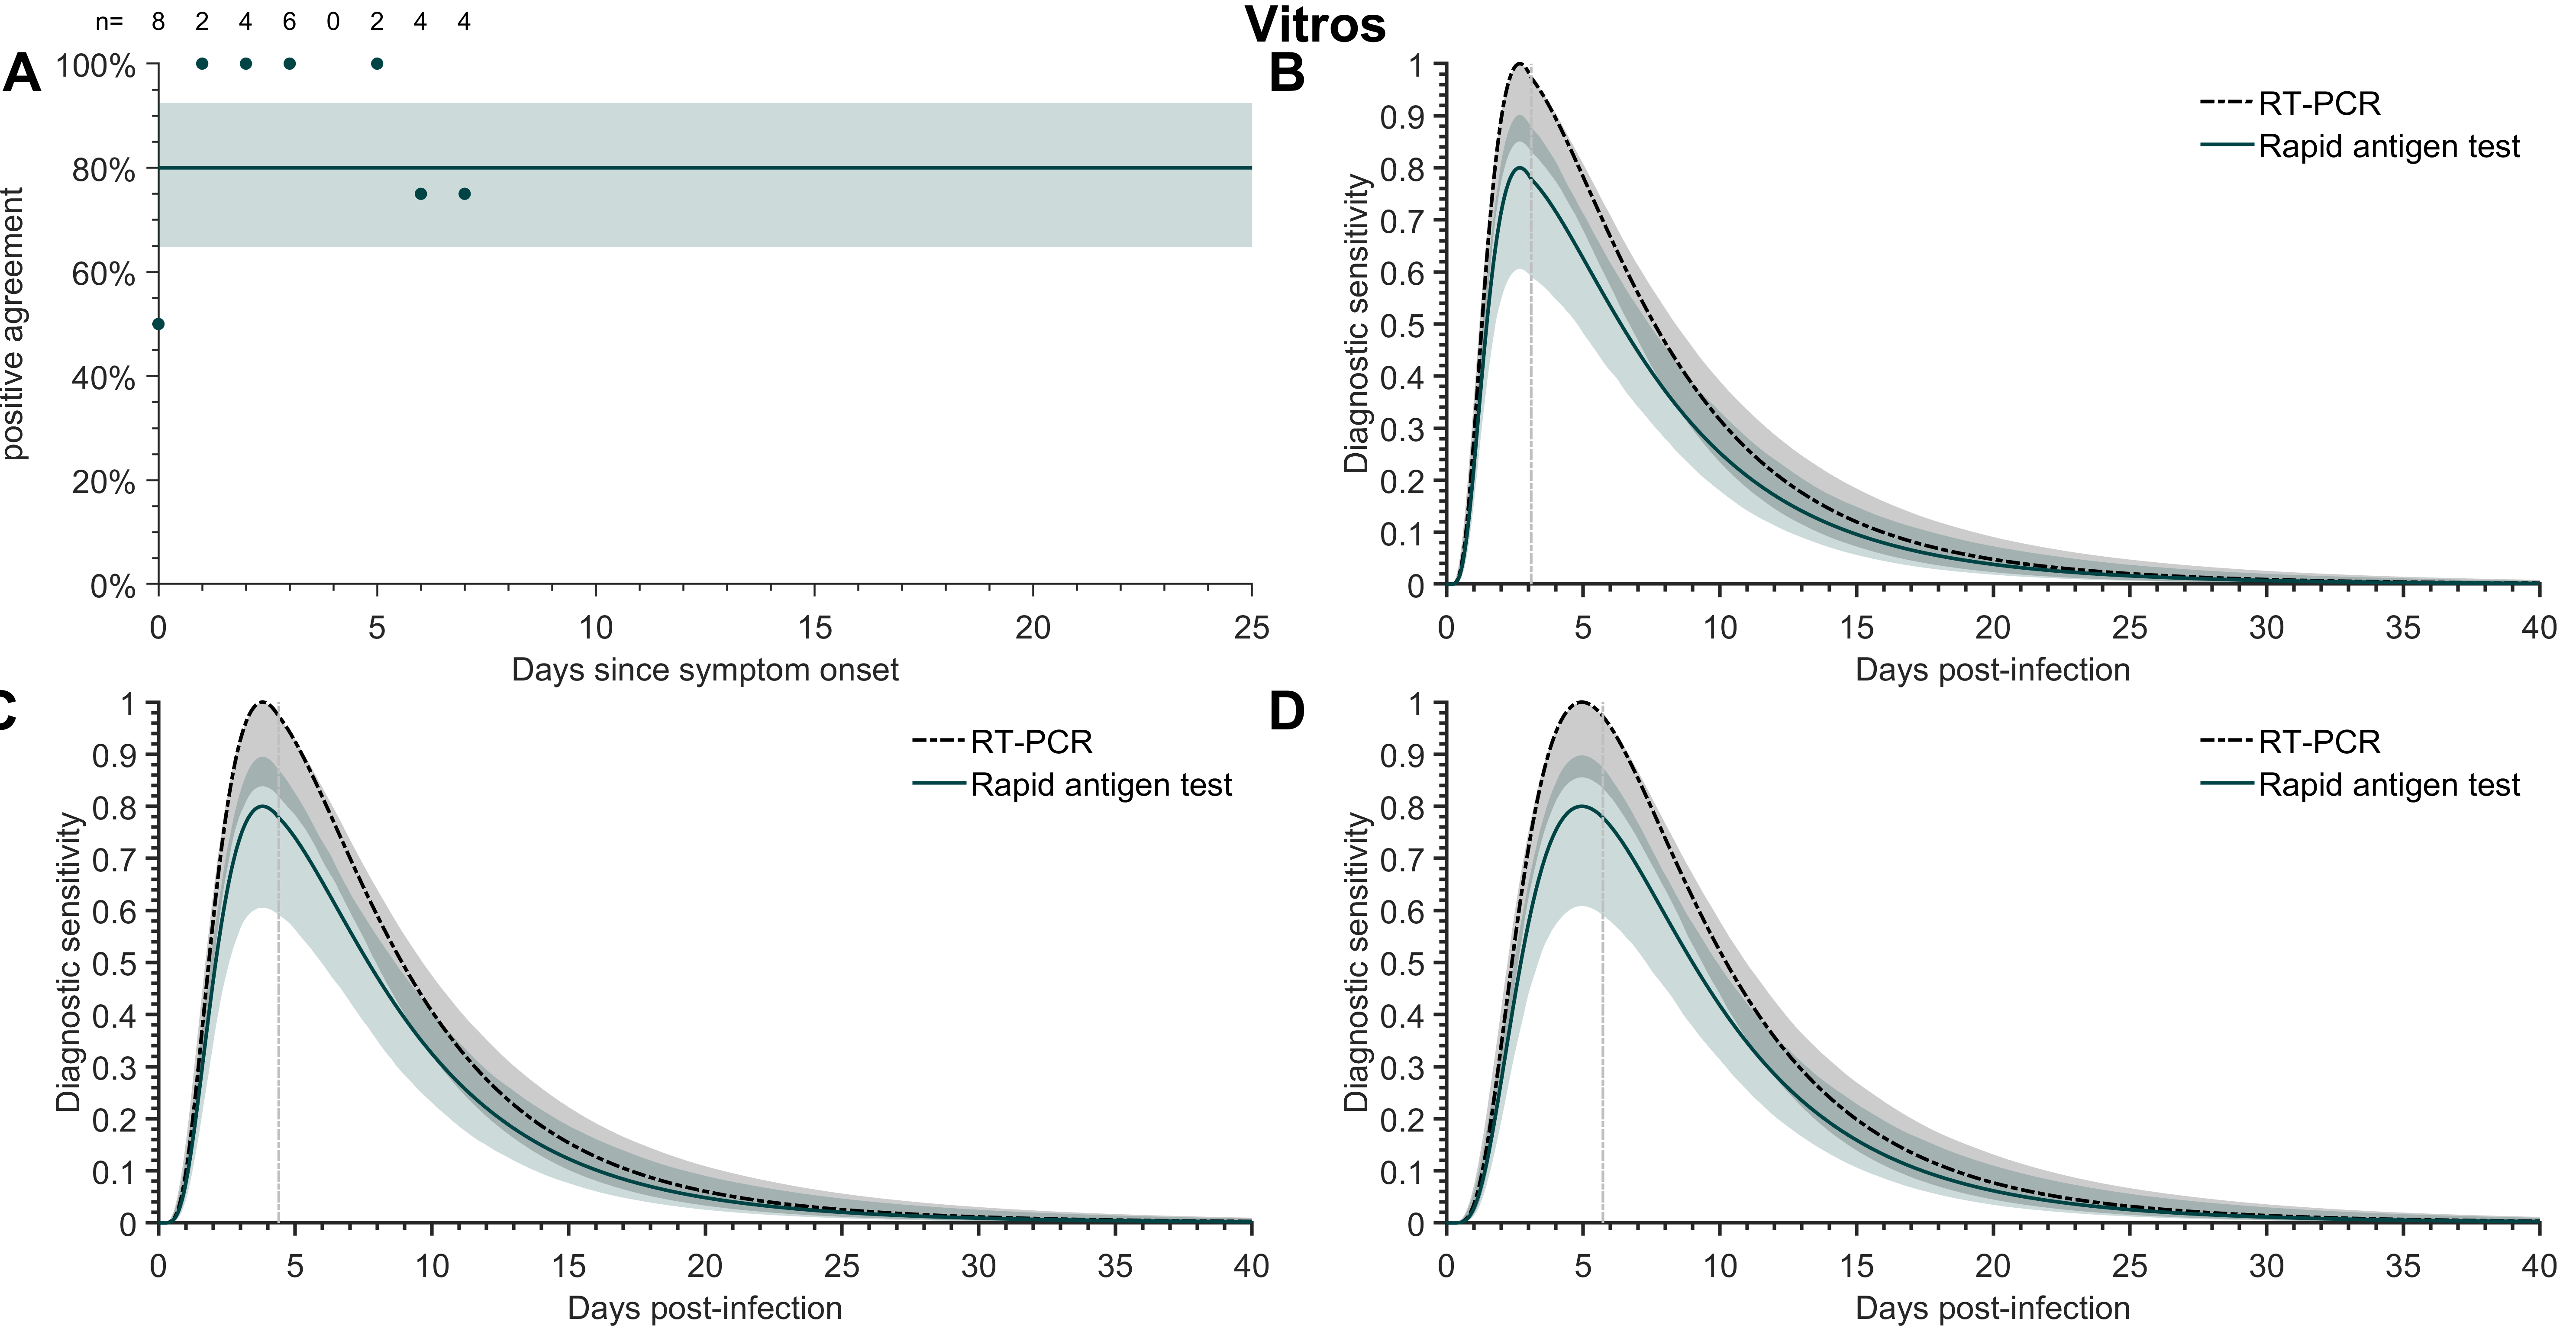 Vitros
n= 8 2 4 6 0 2 4 4
A
100%
80%
60%
40%
20%
0%
positive agreement
0 5 10 15 20 25
Days since symptom onset
B
1
0.9
0.8
0.7
0.6
0.5
0.4
0.3
0.2
0.1
0
Diagnostic sensitivity
RT-PCR
Rapid antigen test
0 5 10 15 20 25 30 35 40
Days post-infection
C
1
0.9
0.8
0.7
0.6
0.5
0.4
0.3
0.2
0.1
0
Diagnostic sensitivity
RT-PCR
Rapid antigen test
0 5 10 15 20 25 30 35 40
Days post-infection
D
1
0.9
0.8
0.7
0.6
0.5
0.4
0.3
0.2
0.1
0
Diagnostic sensitivity
RT-PCR
Rapid antigen test
0 5 10 15 20 25 30 35 40
Days post-infection